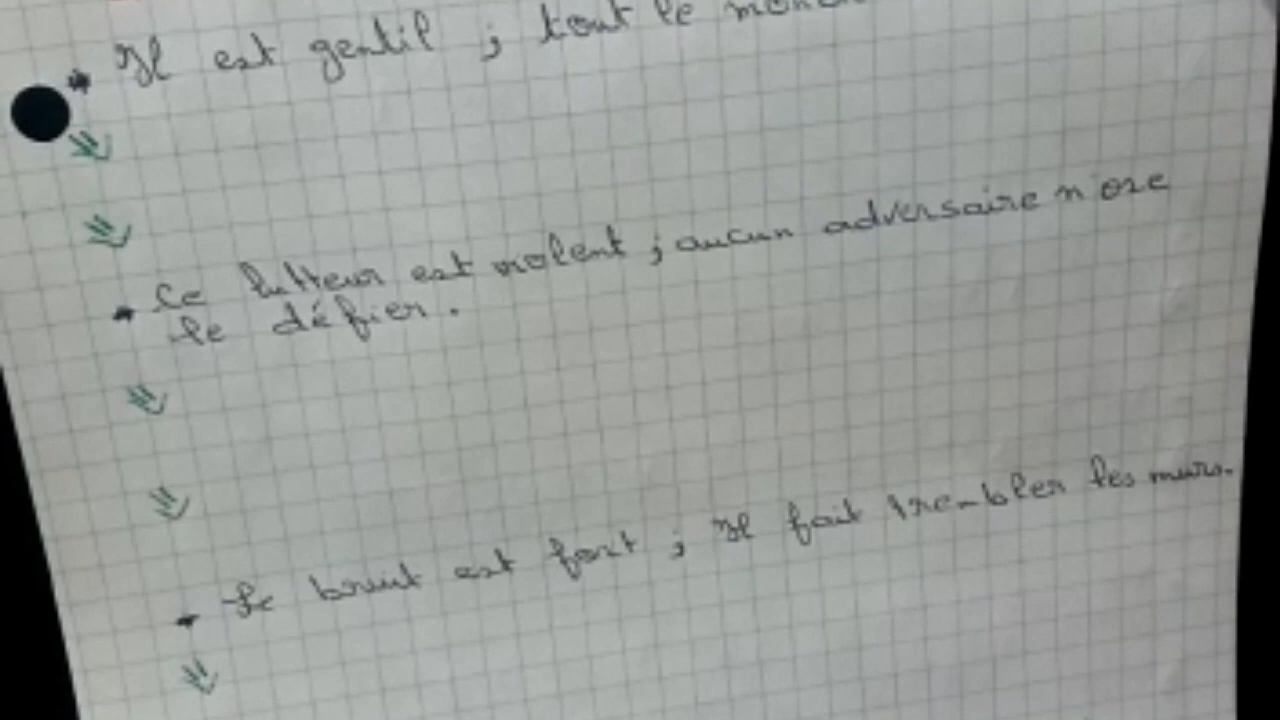 Il est gentil ; tout le
Ce lutteur est violent ; aucun adversaire n'ose
le défier.
Le bruit est fort ; Il fait trembler les murs.